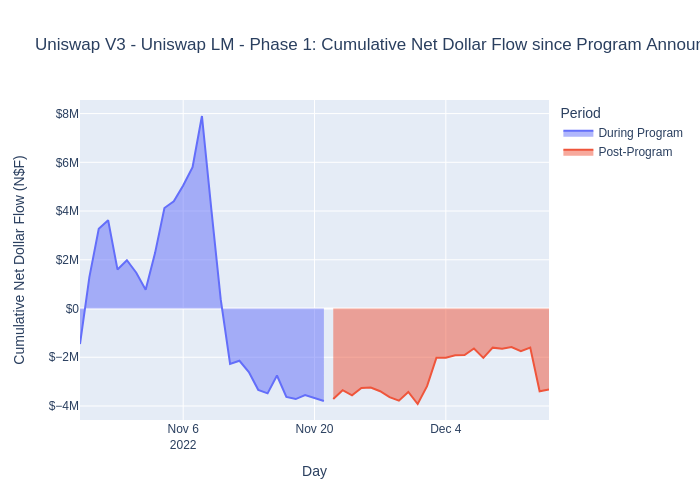 Uniswap V3 - Uniswap LM - Phase 1: Cumulative Net Dollar Flow since Program
Period
During Program
Post-Program
Cumulative Net Dollar Flow (N$F)
$8M
$6M
$4M
$2M
$0
$−2M
$−4M
Nov 6
2022
Nov 20
Dec 4
Day